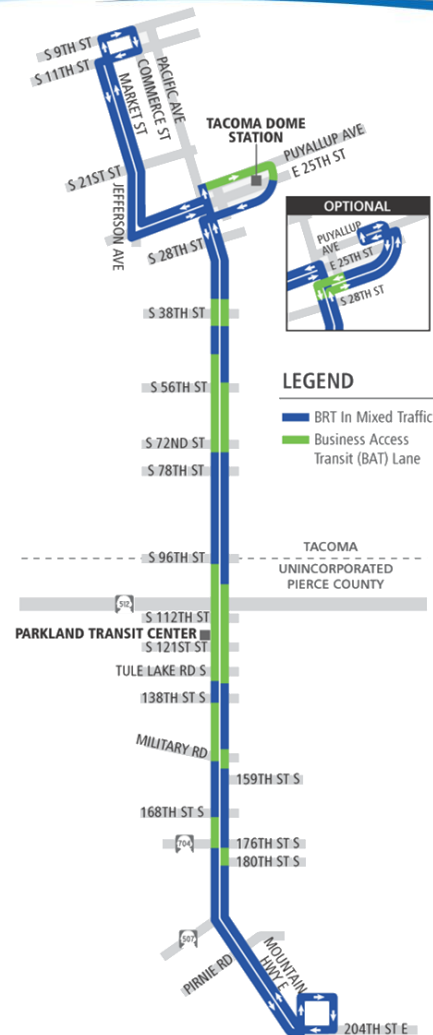 S 9TH ST
S 11TH ST
MARKET ST
COMMERCE ST
PACIFIC AVE
TACOMA DOME
STATION
PUYALLUP AVE
E 25TH ST
S 21ST ST
JEFFERSON AVE
S 28TH ST
OPTIONAL
PUYALLUP
AVE
E 25TH ST
S 28TH ST
S 38TH ST
LEGEND
S 56TH ST
BRT In Mixed Traffic
Business Access
Transit (BAT) Lane
S 72ND ST
S 78TH ST
S 96TH ST
TACOMA
UNINCORPORATED
PIERCE COUNTY
512
S 112TH ST
PARKLAND TRANSIT CENTER
S 121ST ST
TULE LAKE RD S
138TH ST S
MILITARY RD
159TH ST S
168TH ST S
704
176TH ST S
180TH ST S
507
PIRNIE RD
MOUNTAIN
HWY E
204TH ST E